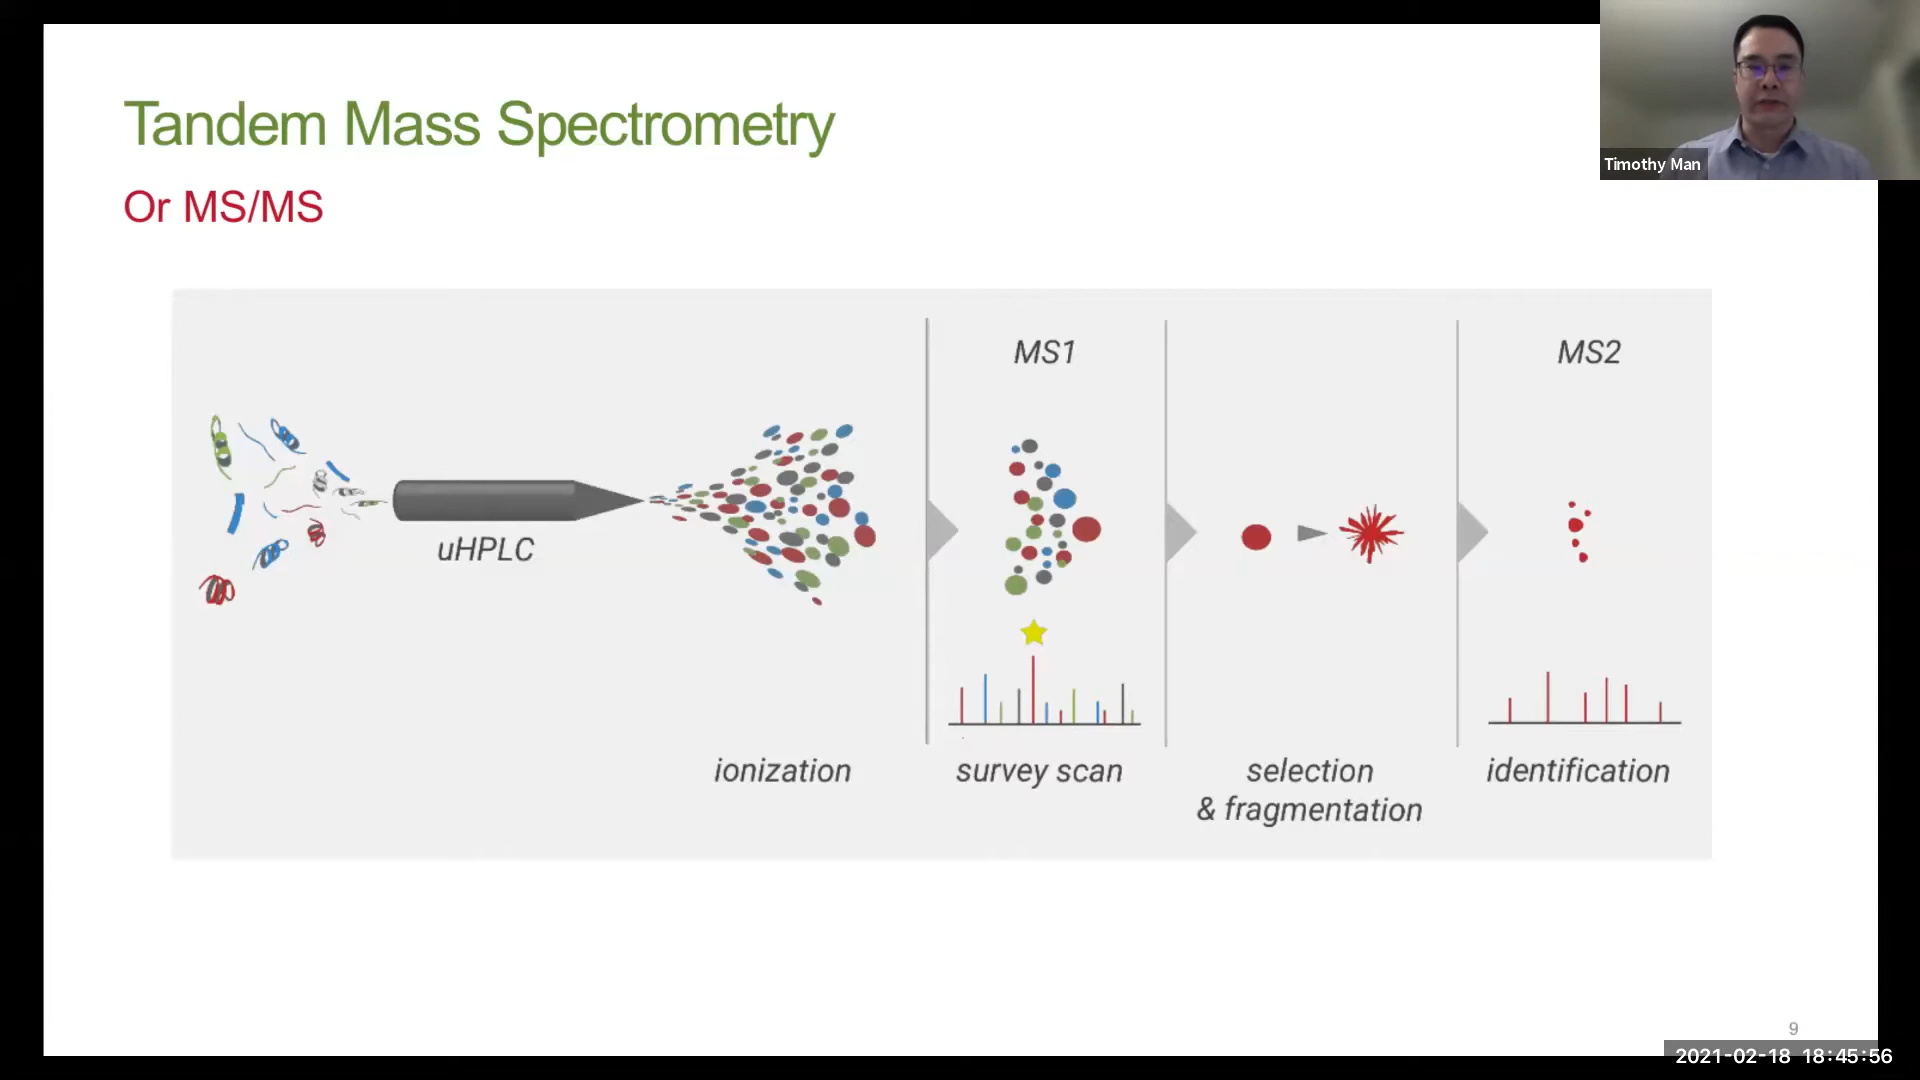 Tandem Mass Spectrometry
Or MS/MS
Timothy Man
MS1
MS2
uHPLC
ionization
survey scan
selection
& fragmentation
identification
9
2021-02-18 18:45:56